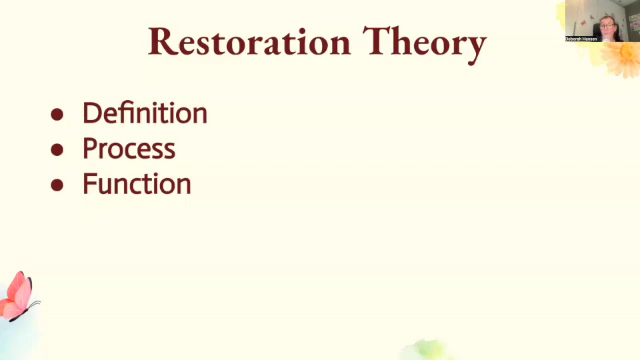 Restoration Theory
● Definition
● Process
● Function